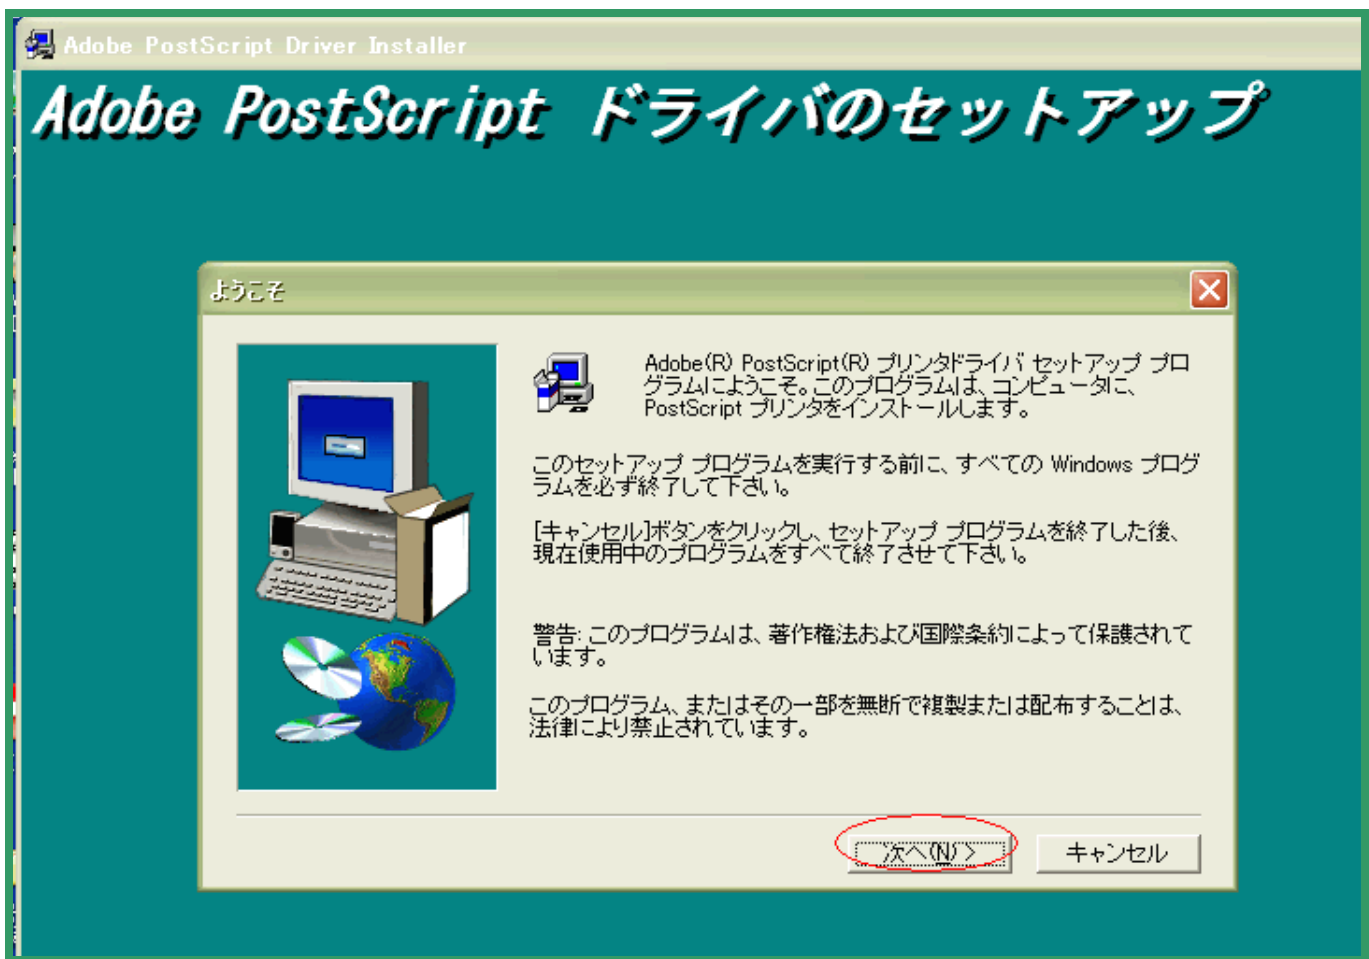 Adobe PostScript Driver Installer
Adobe PostScript ドライバのセットアップ
ようこそ
Adobe(R) PostScript(R) プリンタドライバ セットアップ プロ
グラムにようこそ。このプログラムは、コンピュータに、
PostScript プリンタをインストールします。
このセットアップ プログラムを実行する前に、すべての Windows プログ
ラムを必ず終了して下さい。
[キャンセル]ボタンをクリックし、セットアップ プログラムを終了した後、
現在使用中のプログラムをすべて終了させて下さい。
警告: このプログラムは、著作権法および国際条約によって保護されて
います。
このプログラム、またはその一部を無断で複製または配布することは、
法律により禁止されています。
次へ(N) >
キャンセル